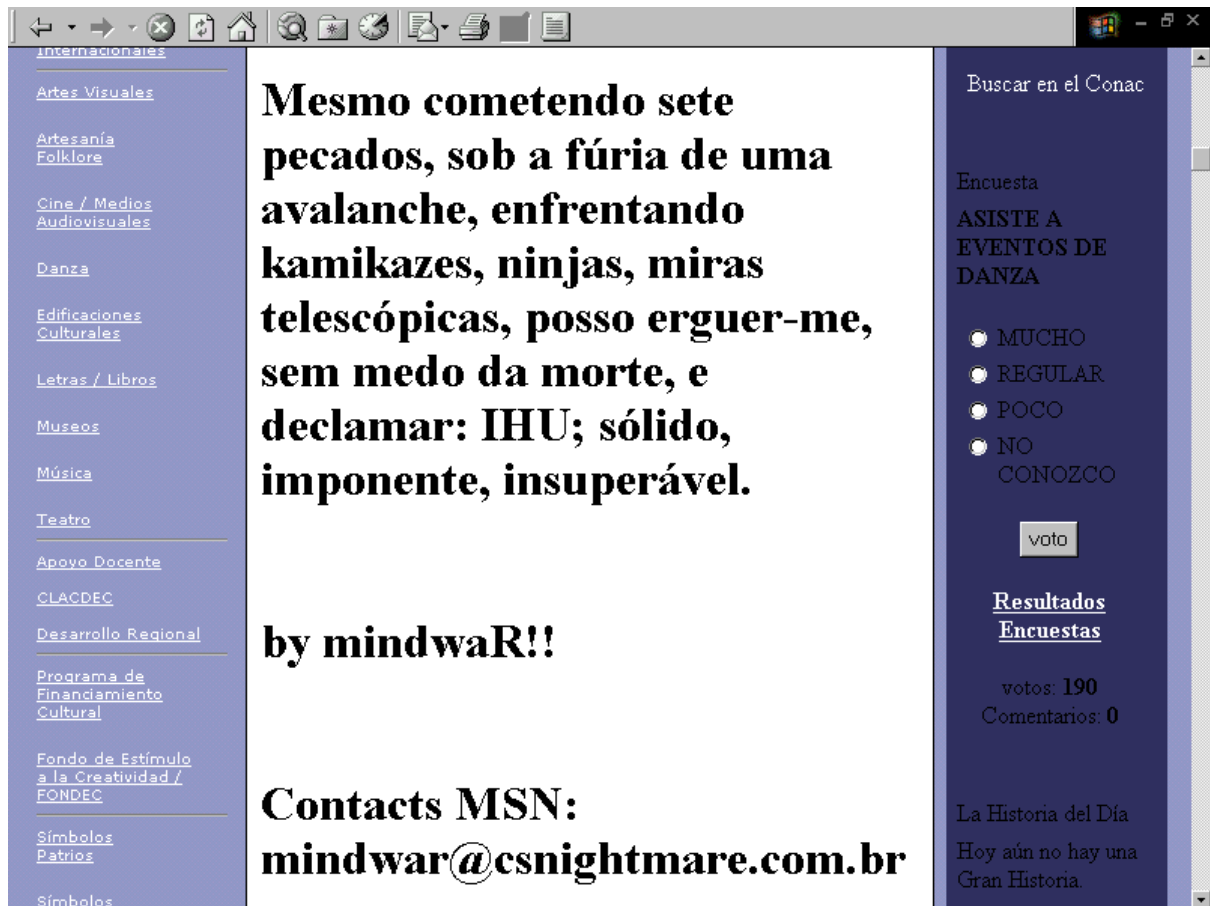 Internacionales
Artes Visuales
Artesanía
Folklore
Cine / Medios
Audiovisuales
Danza
Edificaciones
Culturales
Letras / Libros
Museos
Música
Teatro
Apoyo Docente
CLACDEC
Desarrollo Regional
Programa de
Financiamiento
Cultural
Fondo de Estímulo
a la Creatividad /
FONDEC
Símbolos
Patrios
Símbolos
Mesmo cometendo sete
pecados, sob a fúria de uma
avalanche, enfrentando
kamikazes, ninjas, miras
telescópicas, posso erguer-me,
sem medo da morte, e
declamar: IHU; sólido,
imponente, insuperável.
by mindwaR!!
Contacts MSN:
mindwar@csnightmare.com.br
Buscar en el Conac
Encuesta
ASISTE A
EVENTOS DE
DANZA
MUCHO
REGULAR
POCO
NO
CONOZCO
voto
Resultados
Encuestas
votos: 190
Comentarios: 0
La Historia del Día
Hoy aún no hay una
Gran Historia.